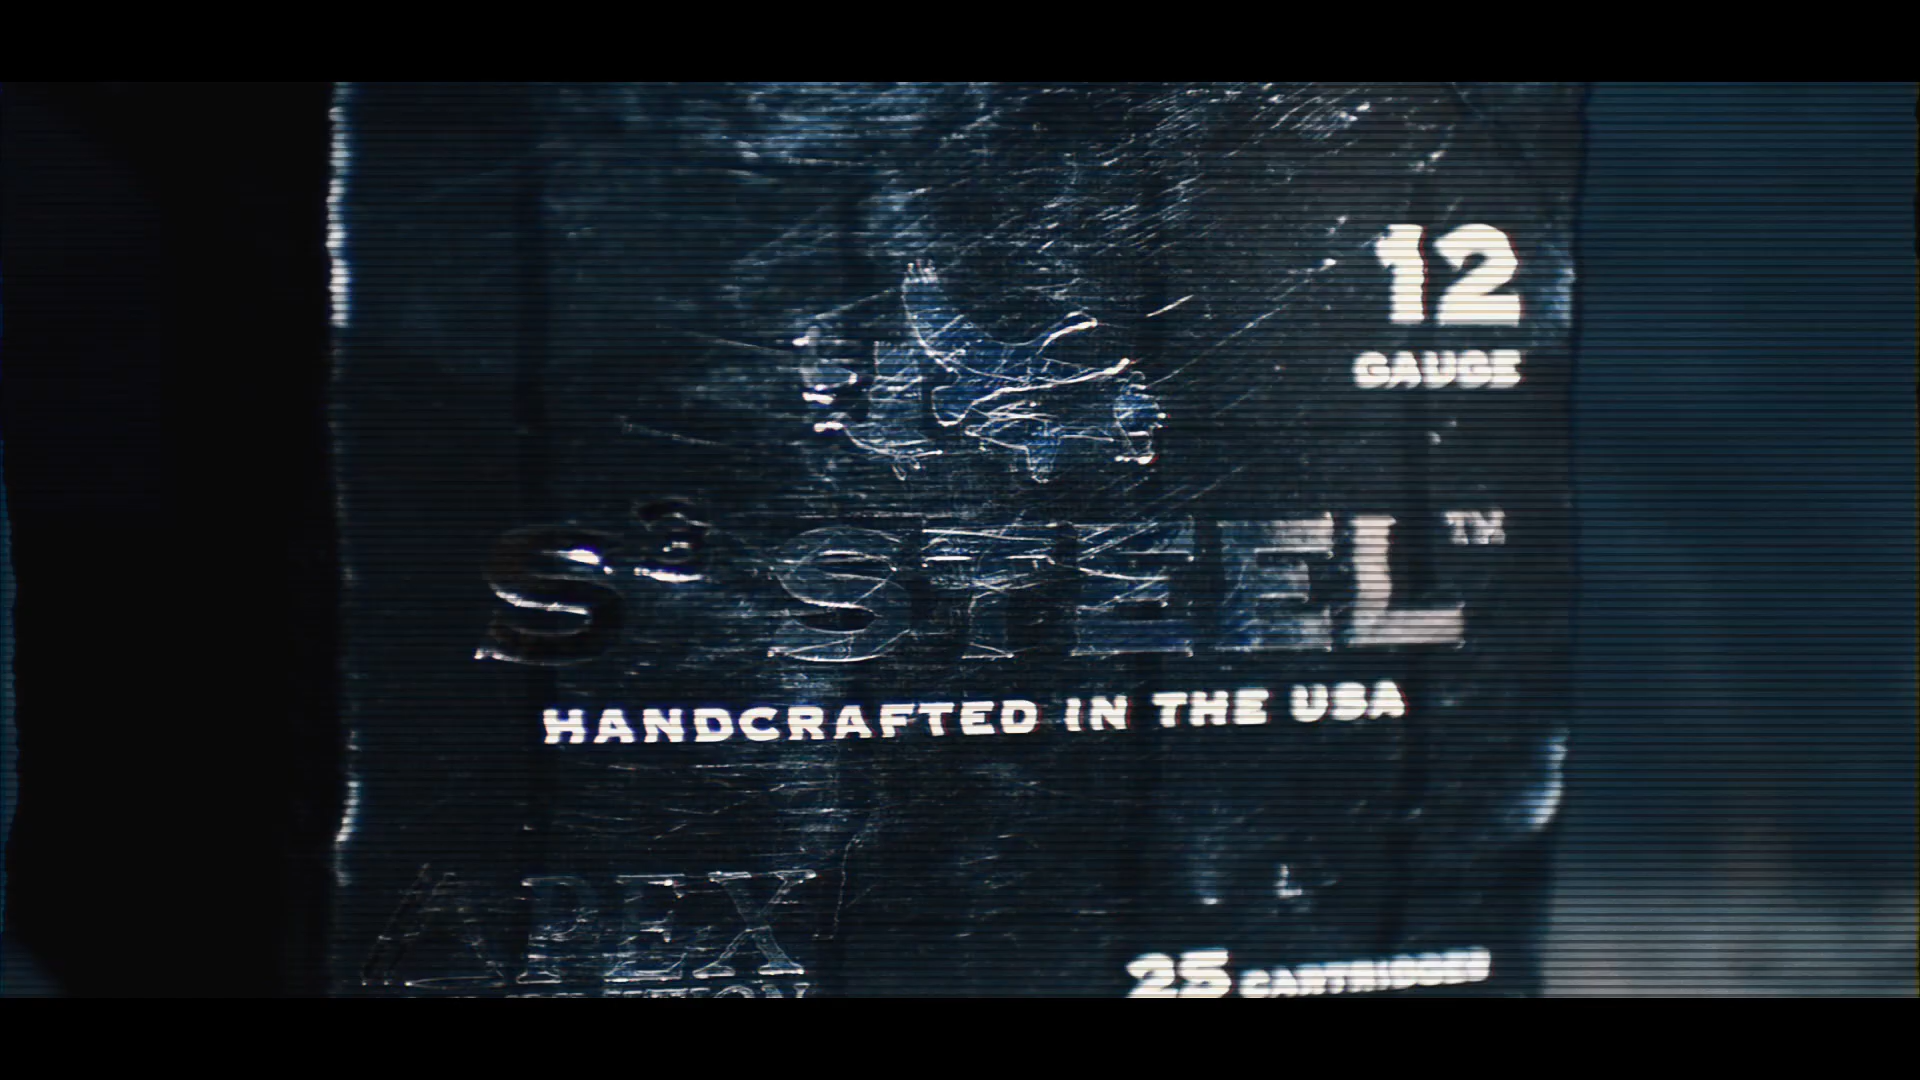 12
GAUGE
S³ STEEL™
HANDCRAFTED IN THE USA
APEX
25 CARTRIDGES